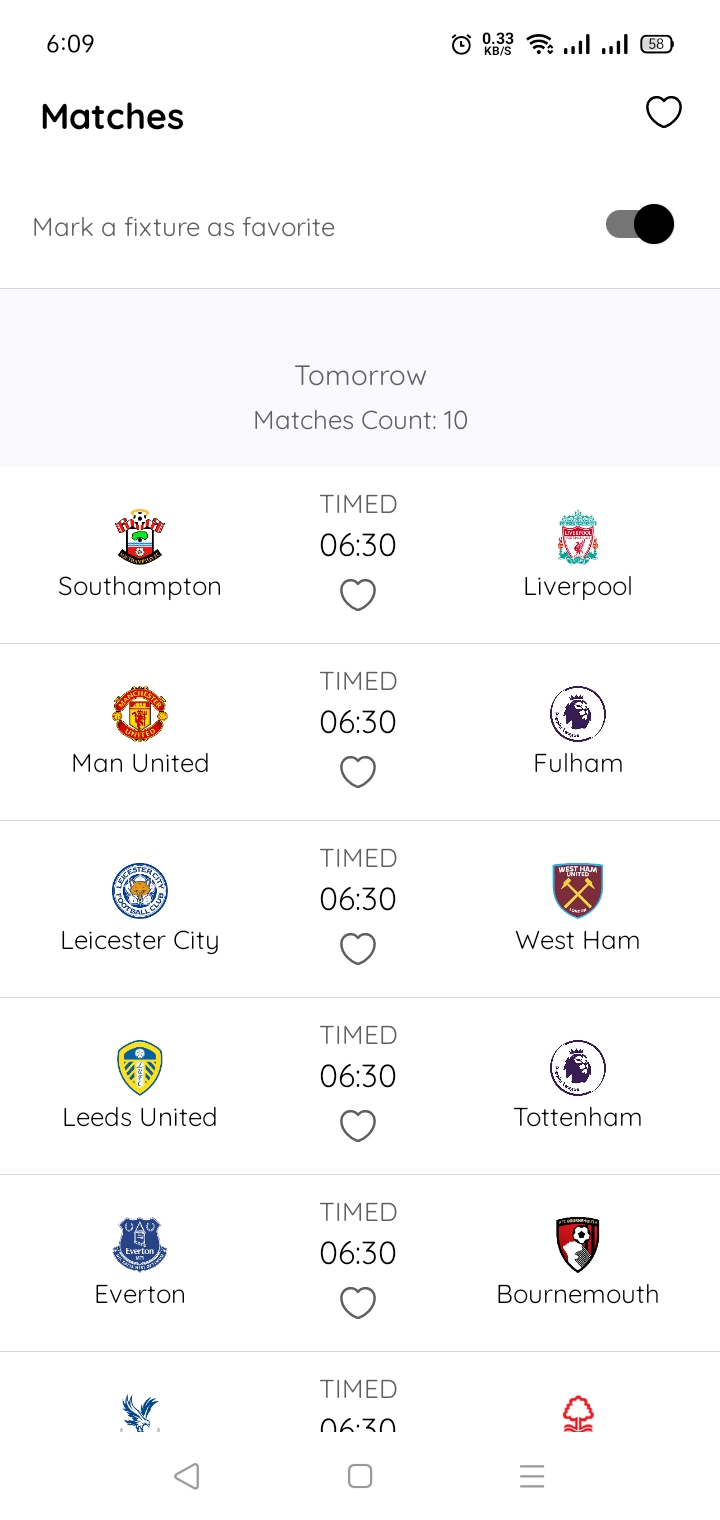 6:09
0.33
KB/S
58
Matches
Mark a fixture as favorite
Tomorrow
Matches Count: 10
TIMED
06:30
Southampton
Liverpool
TIMED
06:30
Man United
Fulham
TIMED
06:30
Leicester City
West Ham
TIMED
06:30
Leeds United
Tottenham
TIMED
06:30
Everton
Bournemouth
TIMED
06:30